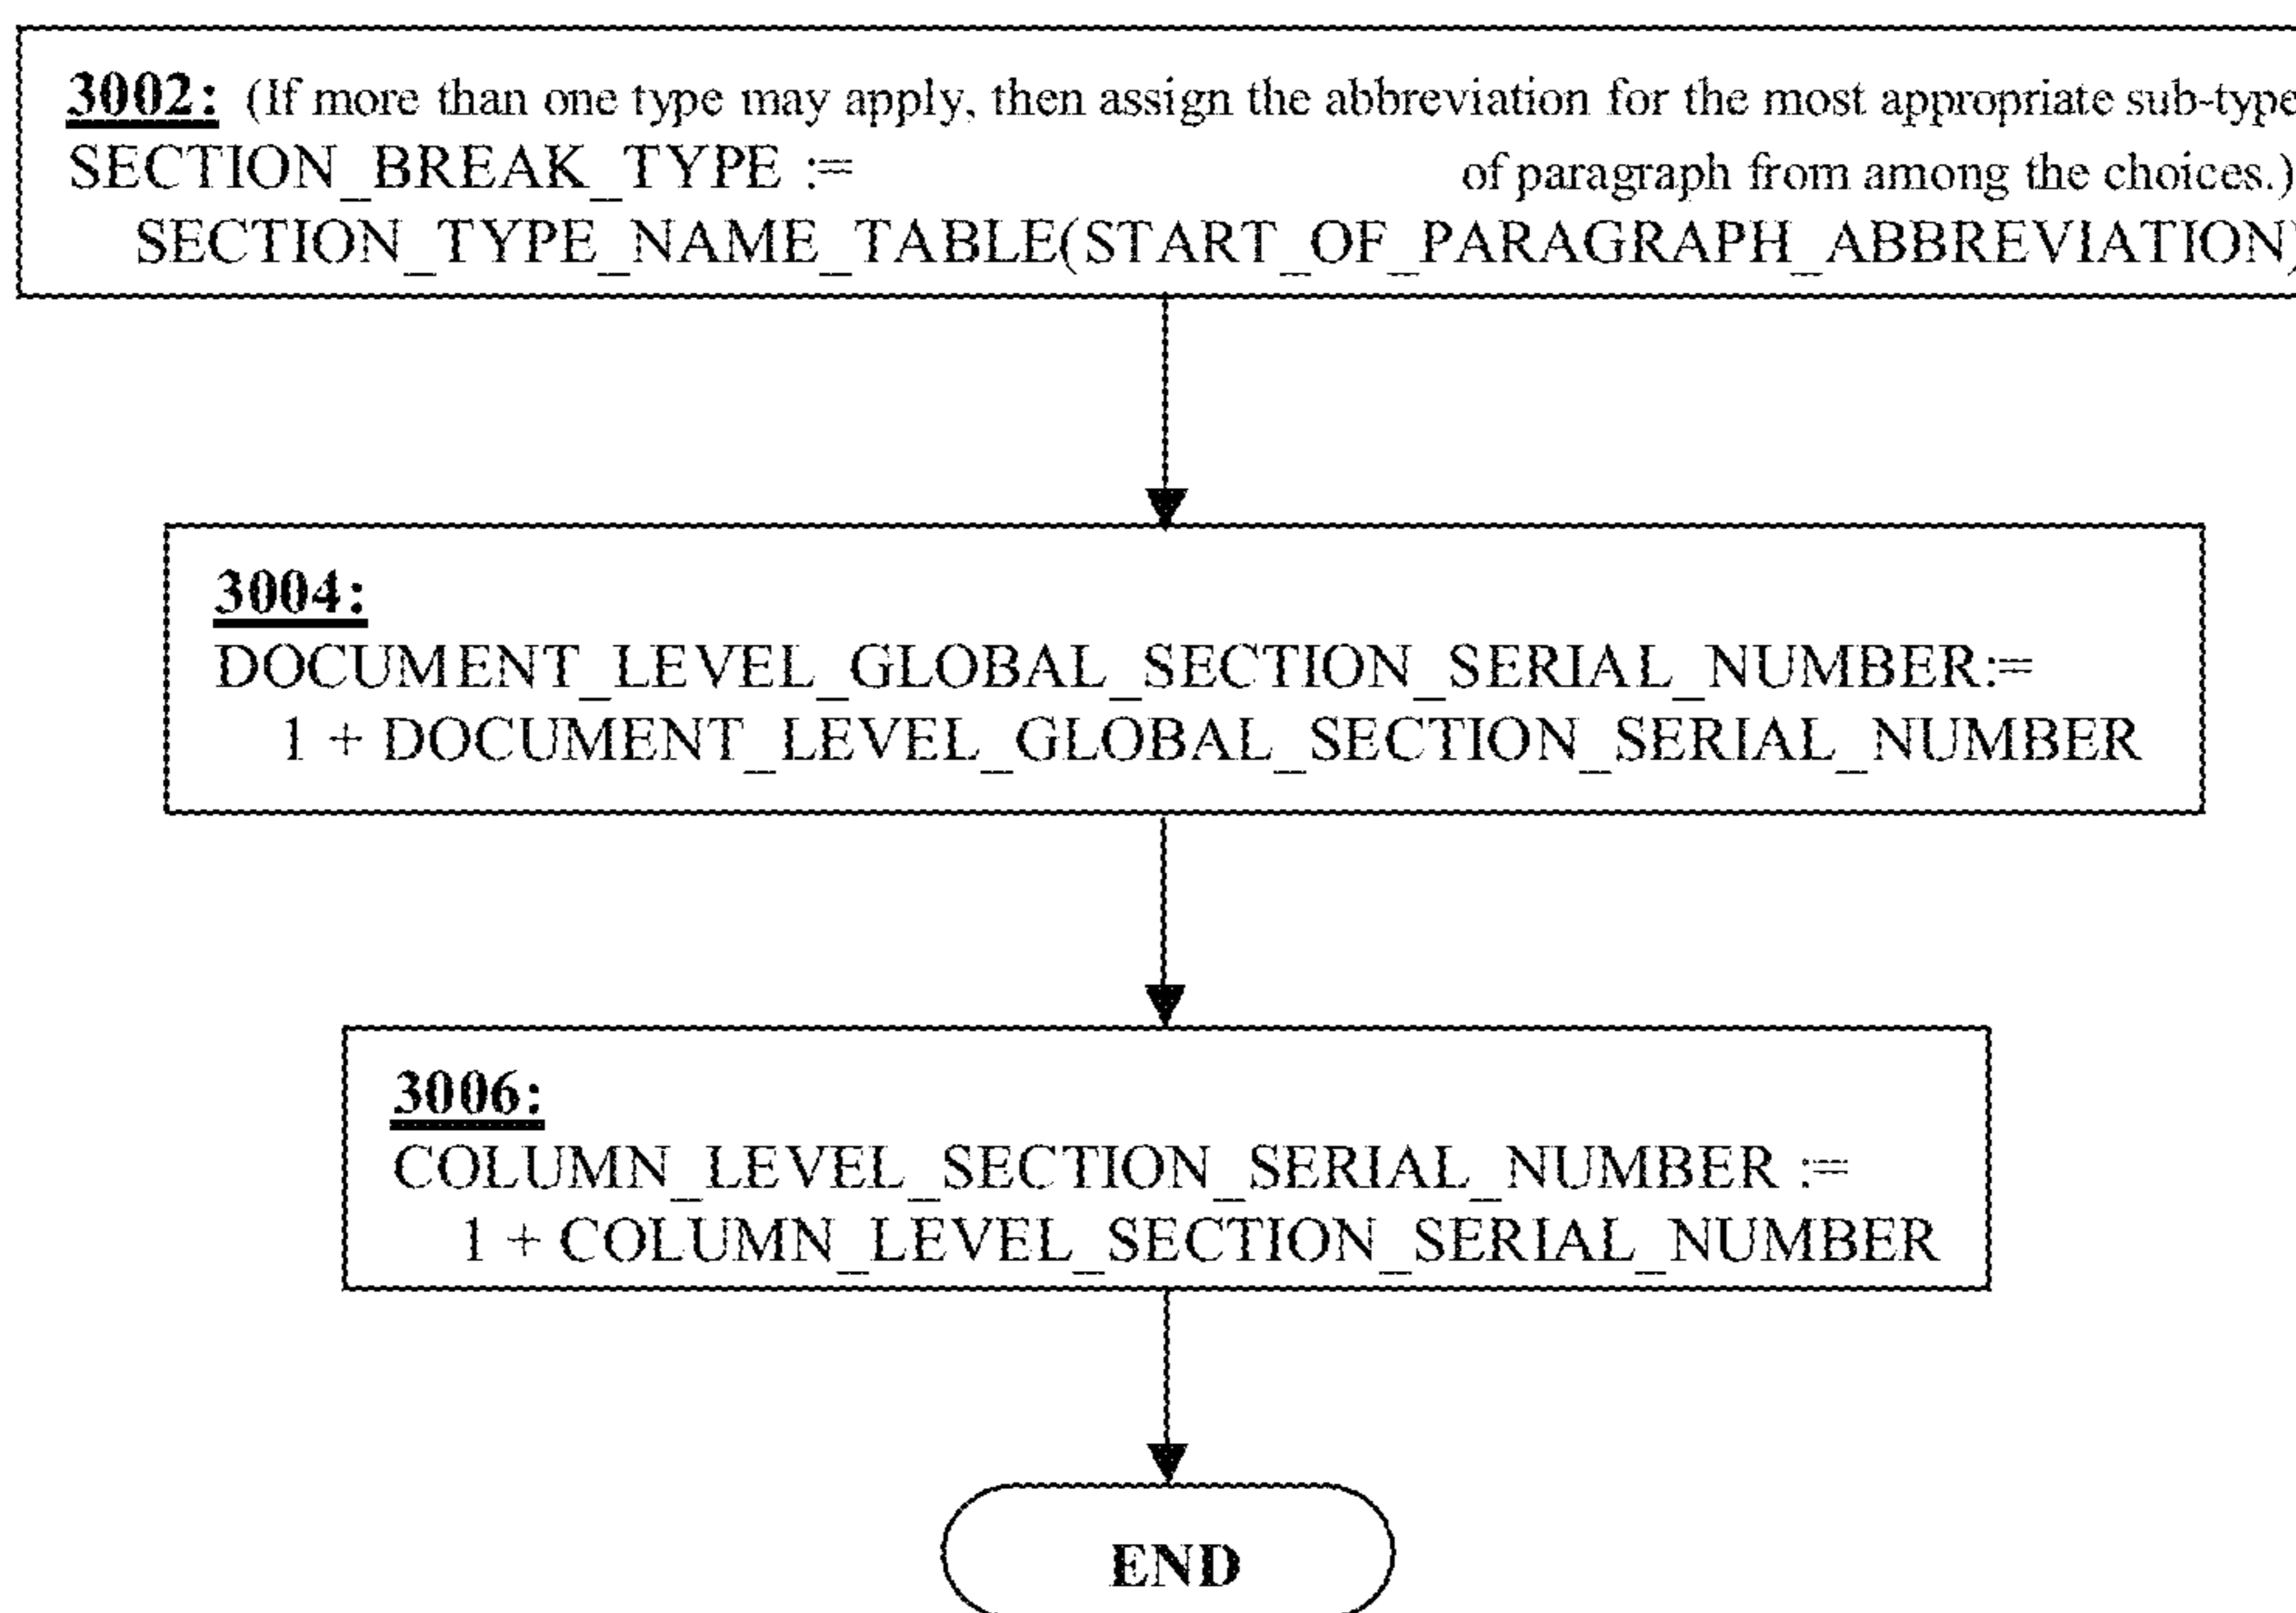 3002: (If more than one type may apply, then assign the abbreviation for the most appropriate sub-type
SECTION_BREAK_TYPE := of paragraph from among the choices.)
SECTION_TYPE_NAME_TABLE(START_OF_PARAGRAPH_ABBREVIATION)
3004:
DOCUMENT_LEVEL_GLOBAL_SECTION_SERIAL_NUMBER:=
1 + DOCUMENT_LEVEL_GLOBAL_SECTION_SERIAL_NUMBER
3006:
COLUMN_LEVEL_SECTION_SERIAL_NUMBER :=
1 + COLUMN_LEVEL_SECTION_SERIAL_NUMBER
END